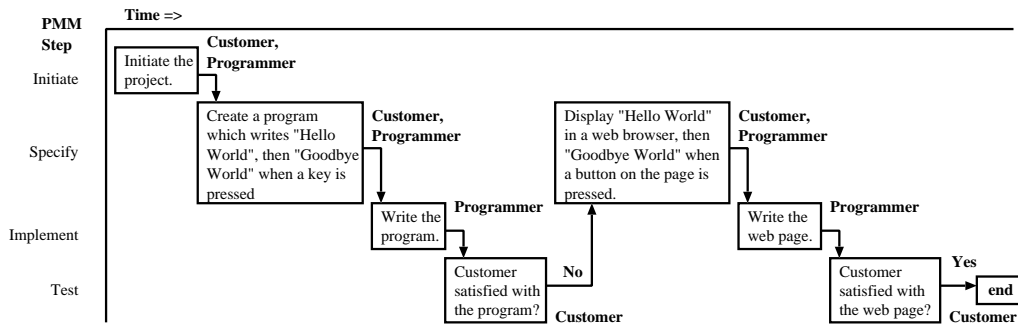 Time =>
PMM
Step
Customer,
Programmer
Initiate
Initiate the
project.
Specify
Create a program
which writes "Hello
World", then "Goodbye
World" when a key is
pressed
Customer,
Programmer
Display "Hello World"
in a web browser, then
"Goodbye World" when
a button on the page is
pressed.
Customer,
Programmer
Implement
Write the
program.
Programmer
Write the
web page.
Programmer
Test
Customer
satisfied with
the program?
No
Customer
Customer
satisfied with
the web page?
Yes
end
Customer